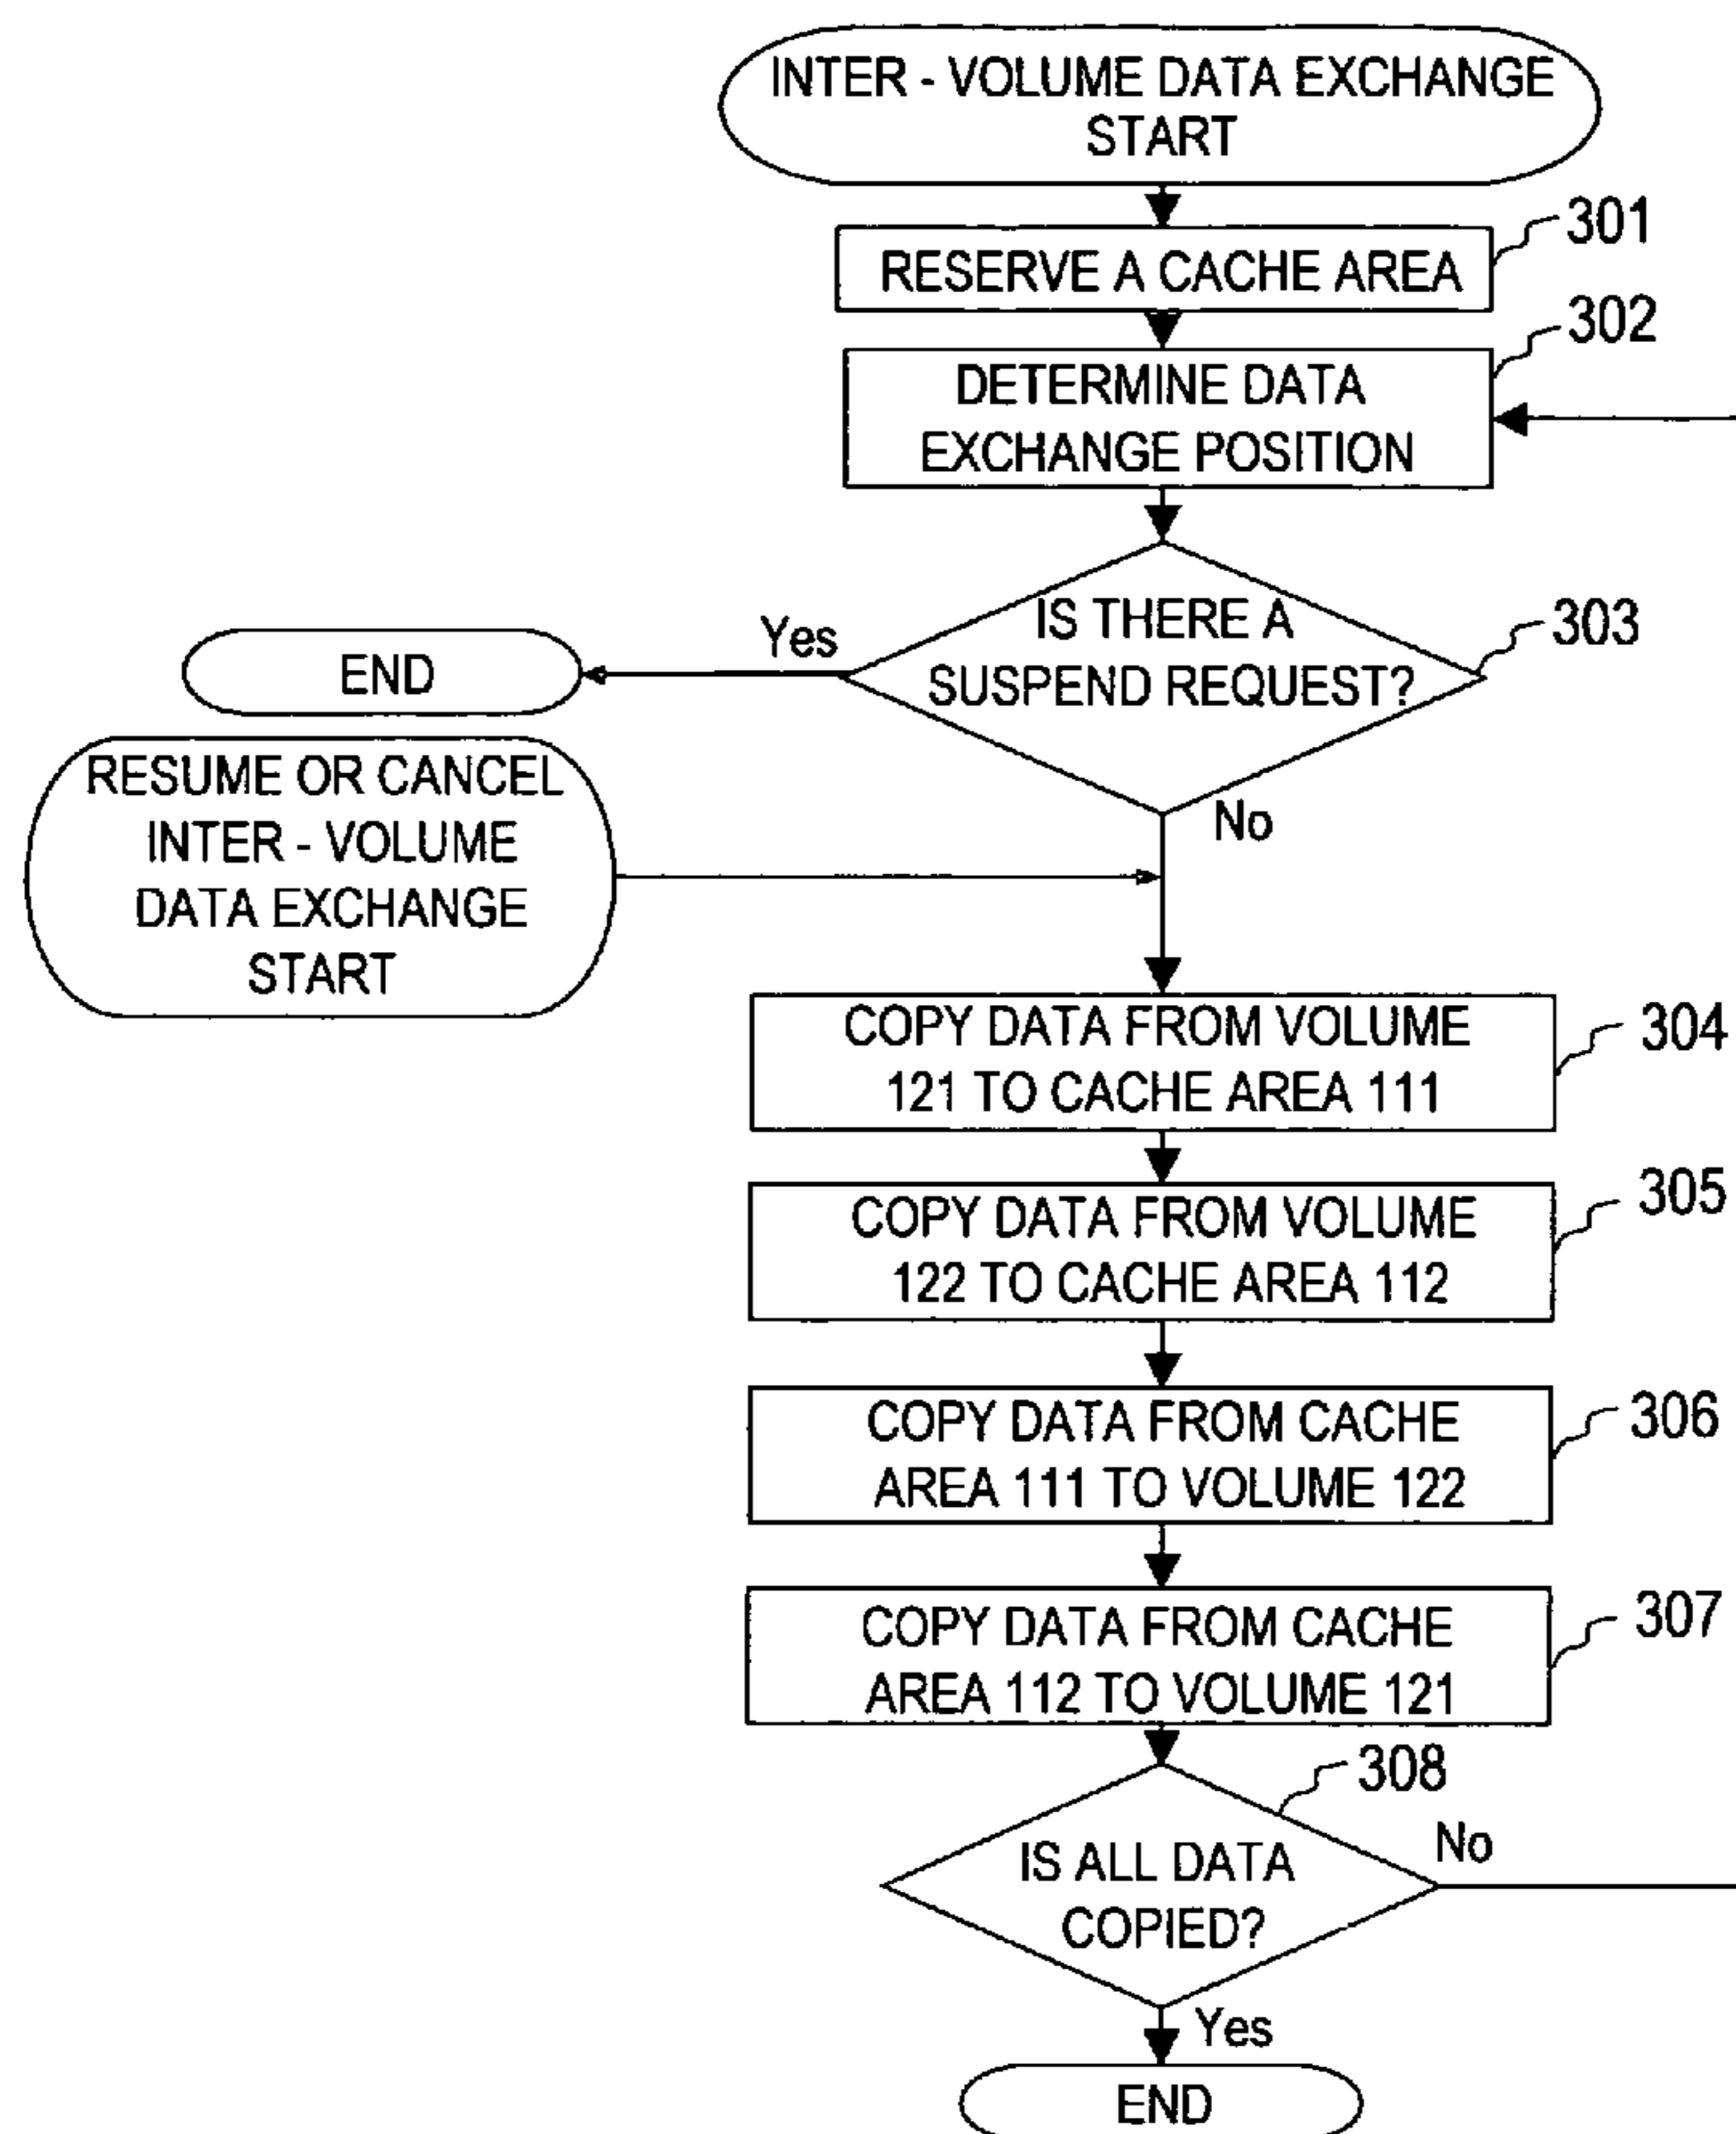 INTER - VOLUME DATA EXCHANGE
START
301
RESERVE A CACHE AREA
302
DETERMINE DATA
EXCHANGE POSITION
303
IS THERE A
SUSPEND REQUEST?
Yes
END
No
RESUME OR CANCEL
INTER - VOLUME
DATA EXCHANGE
START
304
COPY DATA FROM VOLUME
121 TO CACHE AREA 111
305
COPY DATA FROM VOLUME
122 TO CACHE AREA 112
306
COPY DATA FROM CACHE
AREA 111 TO VOLUME 122
307
COPY DATA FROM CACHE
AREA 112 TO VOLUME 121
308
IS ALL DATA
COPIED?
No
Yes
END